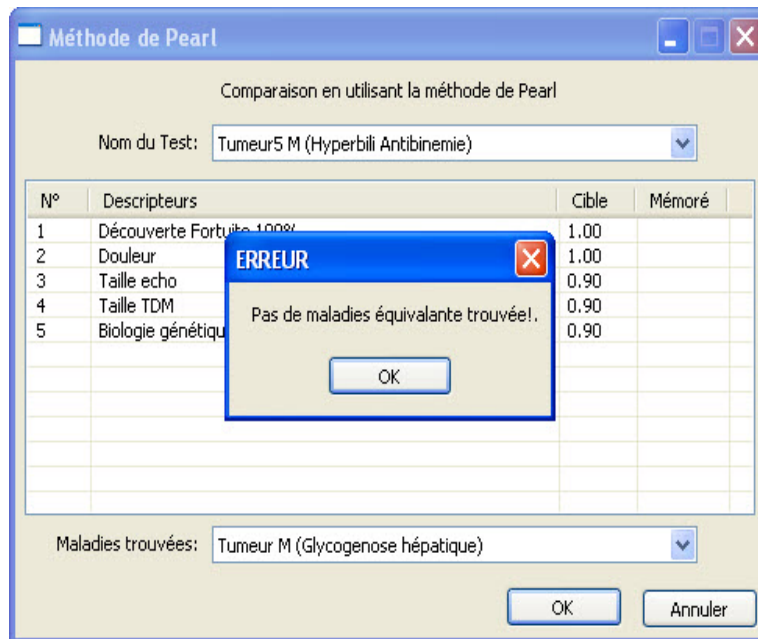 Méthode de Pearl
Comparaison en utilisant la méthode de Pearl
Nom du Test: Tumeur5 M (Hyperbili Antibinemie)
N° Descripteurs Cible Mémoré
1 Découverte Fortuite 100% 1.00
2 Douleur 1.00
3 Taille echo 0.90
4 Taille TDM 0.90
5 Biologie génétiqu 0.90
ERREUR
Pas de maladies équivalante trouvée!.
OK
Maladies trouvées: Tumeur M (Glycogenose hépatique)
OK Annuler